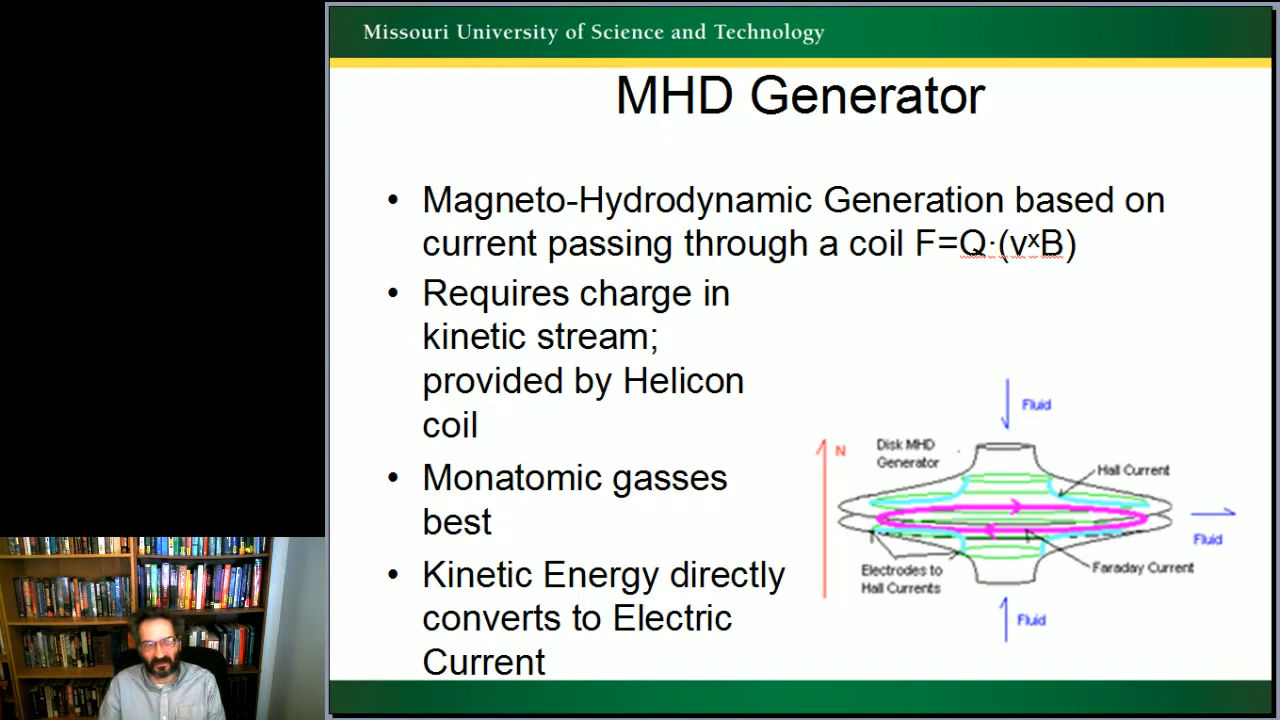 Missouri University of Science and Technology
MHD Generator
• Magneto-Hydrodynamic Generation based on
current passing through a coil F=Q·(vxB)
• Requires charge in
kinetic stream;
provided by Helicon
coil
• Monatomic gasses
best
• Kinetic Energy directly
converts to Electric
Current
Fluid
N
Disk MHD
Generator
Hall Current
Fluid
Electrodes to
Hall Currents
Faraday Current
Fluid